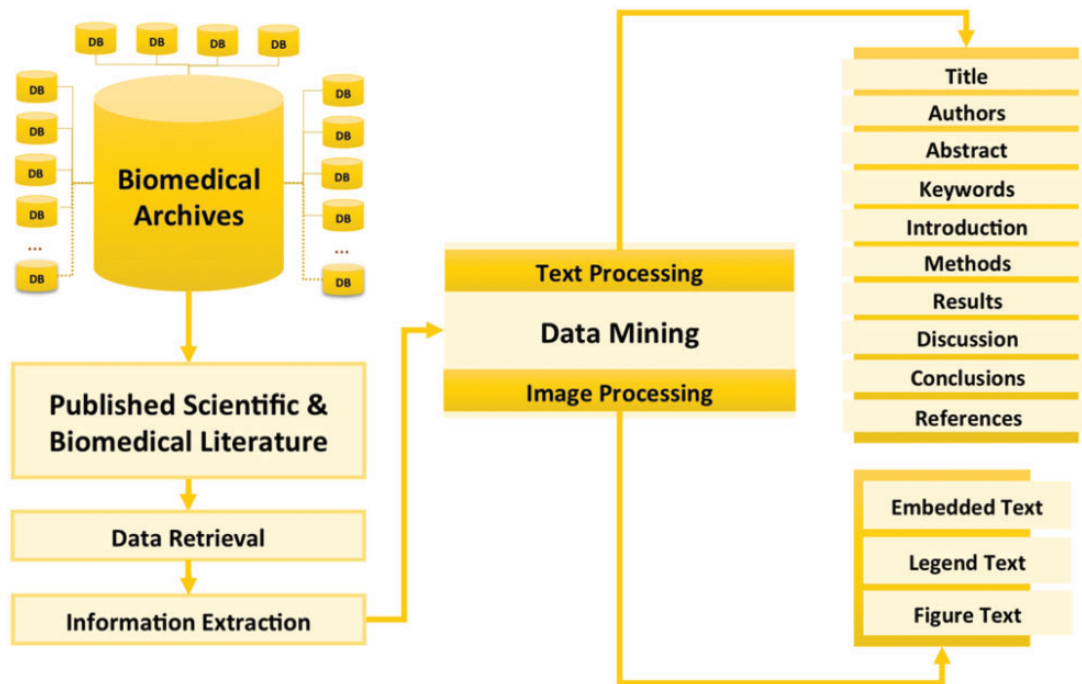 DB
DB
DB
DB
DB
DB
DB
DB
...
DB
Biomedical
Archives
DB
DB
DB
DB
...
DB
Published Scientific &
Biomedical Literature
Data Retrieval
Information Extraction
Text Processing
Data Mining
Image Processing
Title
Authors
Abstract
Keywords
Introduction
Methods
Results
Discussion
Conclusions
References
Embedded Text
Legend Text
Figure Text